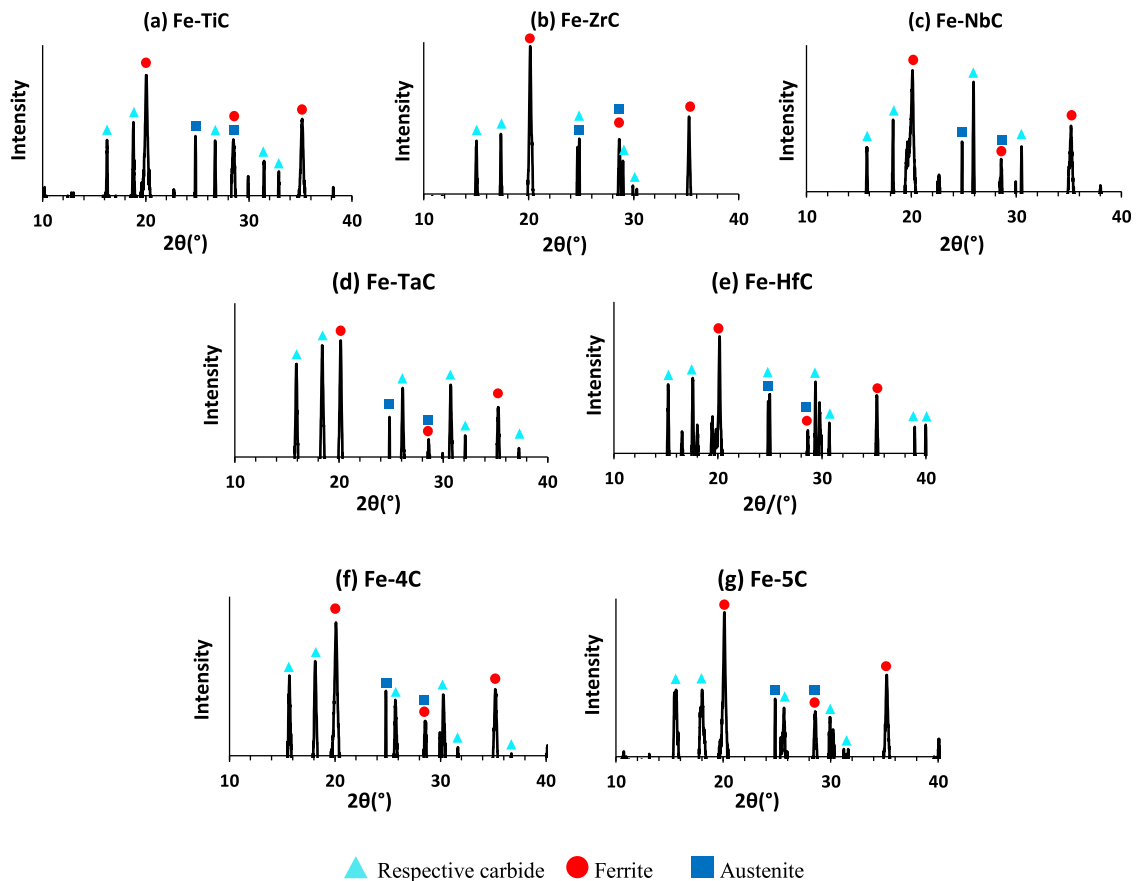 (a) Fe-TiC
Intensity
10 20 30 40
2θ(°)
(b) Fe-ZrC
Intensity
10 20 30 40
2θ(°)
(c) Fe-NbC
Intensity
10 20 30 40
2θ(°)
(d) Fe-TaC
Intensity
10 20 30 40
2θ(°)
(e) Fe-HfC
Intensity
10 20 30 40
2θ/(°)
(f) Fe-4C
Intensity
10 20 30 40
2θ(°)
(g) Fe-5C
Intensity
10 20 30 40
2θ(°)
Respective carbide Ferrite Austenite